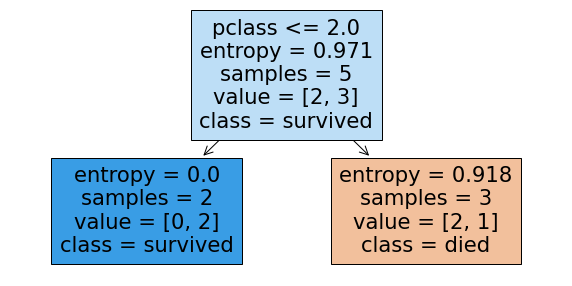 pclass <= 2.0
entropy = 0.971
samples = 5
value = [2, 3]
class = survived
entropy = 0.0
samples = 2
value = [0, 2]
class = survived
entropy = 0.918
samples = 3
value = [2, 1]
class = died